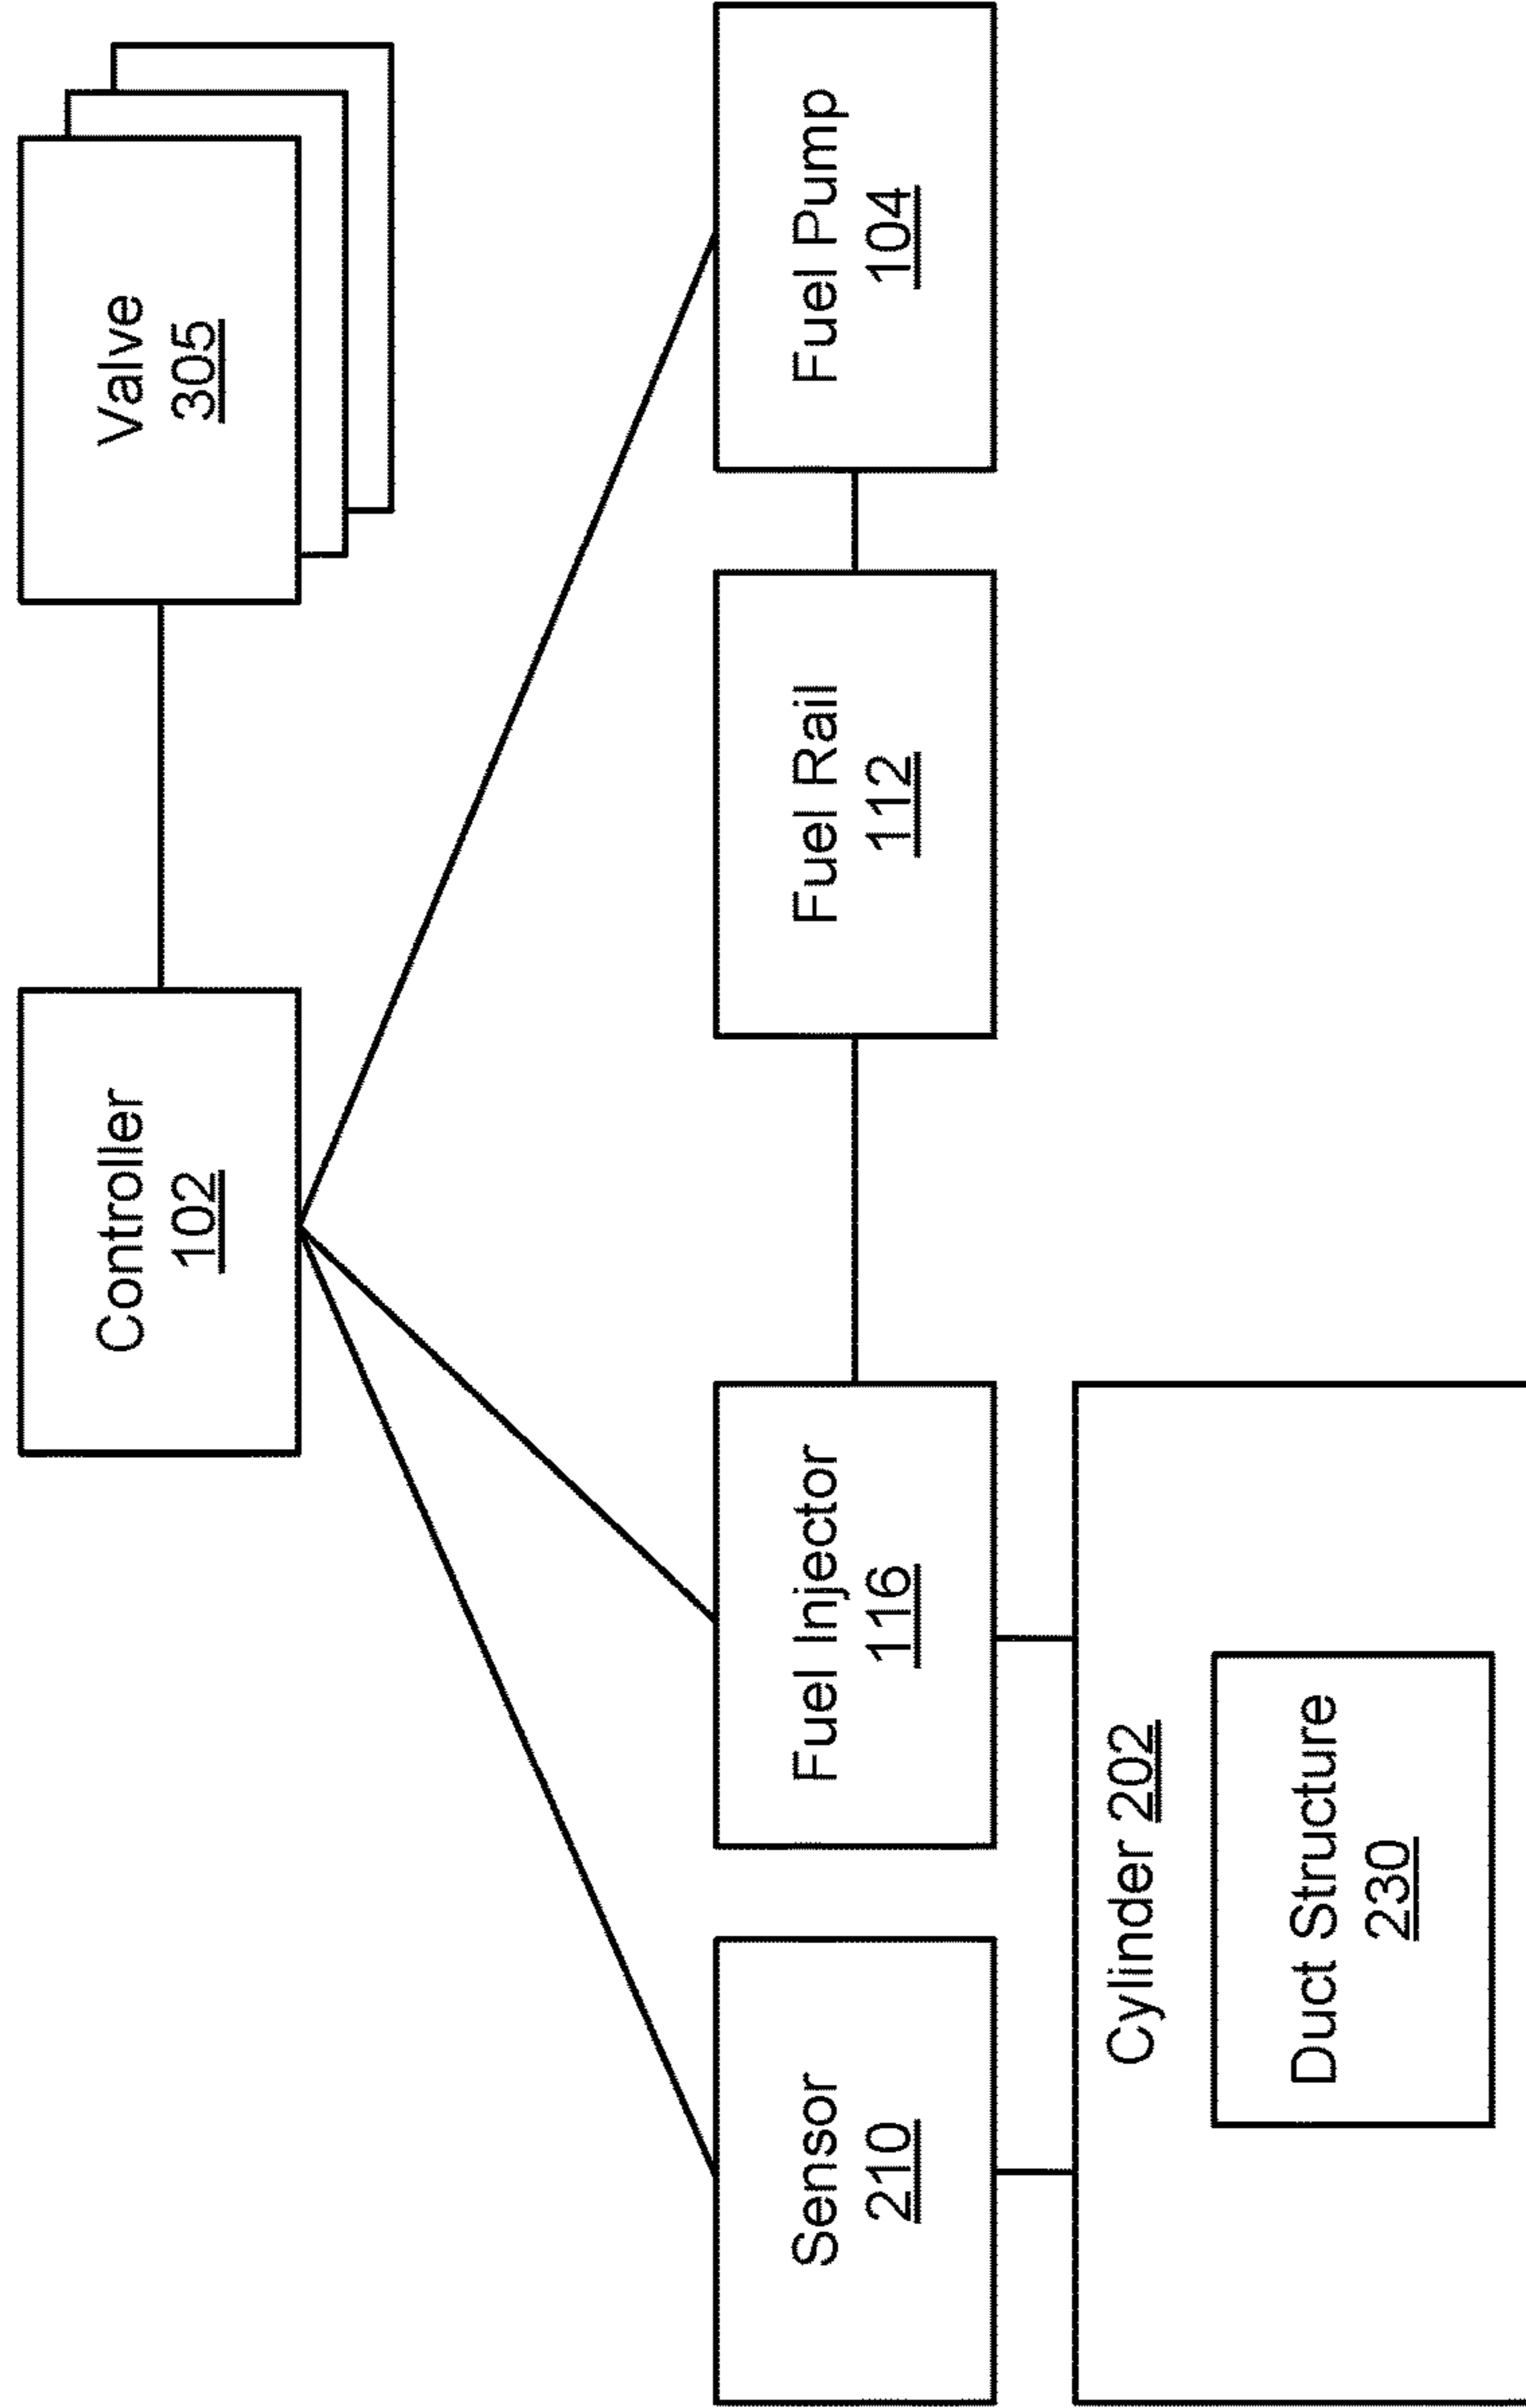 Controller
102
Valve
305
Sensor
210
Fuel Injector
116
Fuel Rail
112
Fuel Pump
104
Cylinder 202
Duct Structure
230